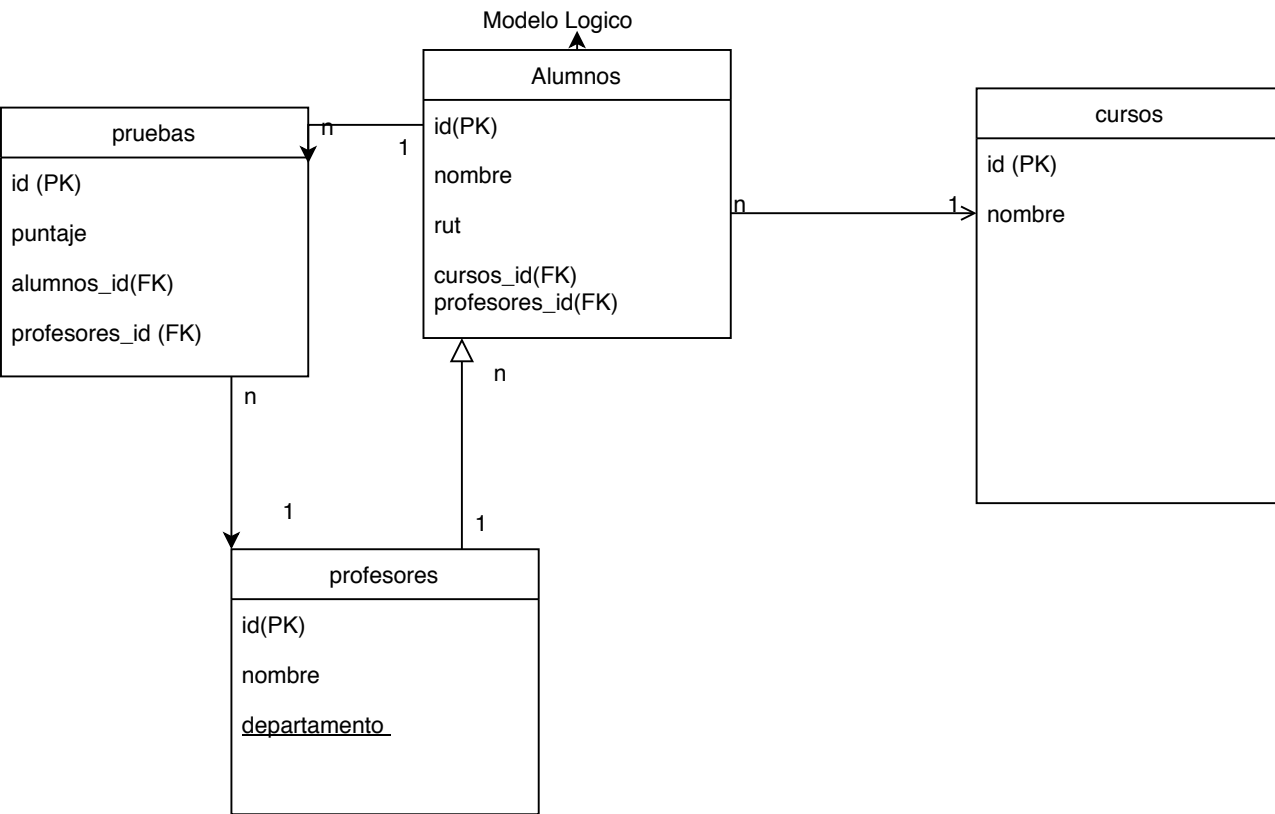 Modelo Logico
Alumnos
id(PK)
nombre
rut
cursos_id(FK)
profesores_id(FK)
pruebas
id (PK)
puntaje
alumnos_id(FK)
profesores_id (FK)
cursos
id (PK)
nombre
n
1
n
1
n
1
n
1
profesores
id(PK)
nombre
departamento